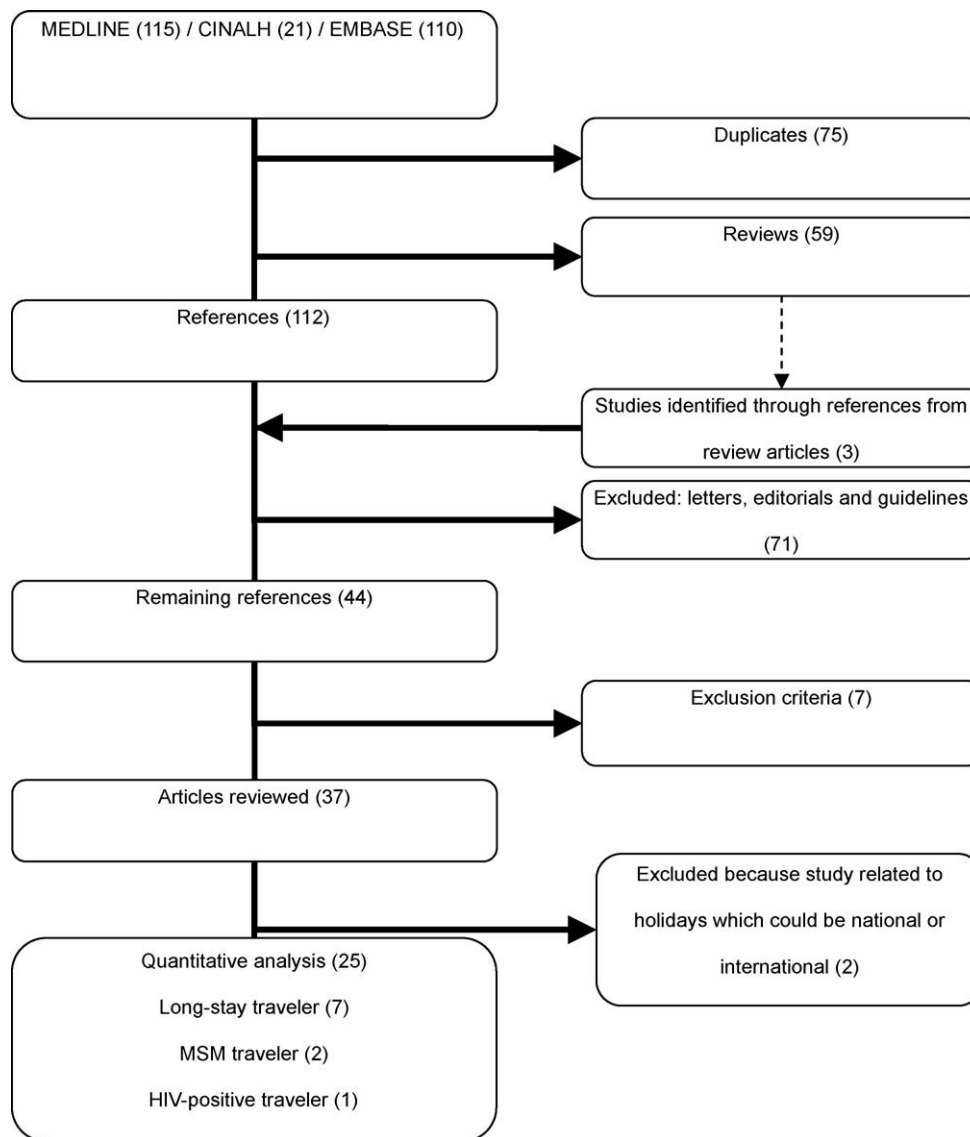 MEDLINE (115) / CINALH (21) / EMBASE (110)
Duplicates (75)
Reviews (59)
References (112)
Studies identified through references from
review articles (3)
Excluded: letters, editorials and guidelines
(71)
Remaining references (44)
Exclusion criteria (7)
Articles reviewed (37)
Excluded because study related to
holidays which could be national or
international (2)
Quantitative analysis (25)
Long-stay traveler (7)
MSM traveler (2)
HIV-positive traveler (1)